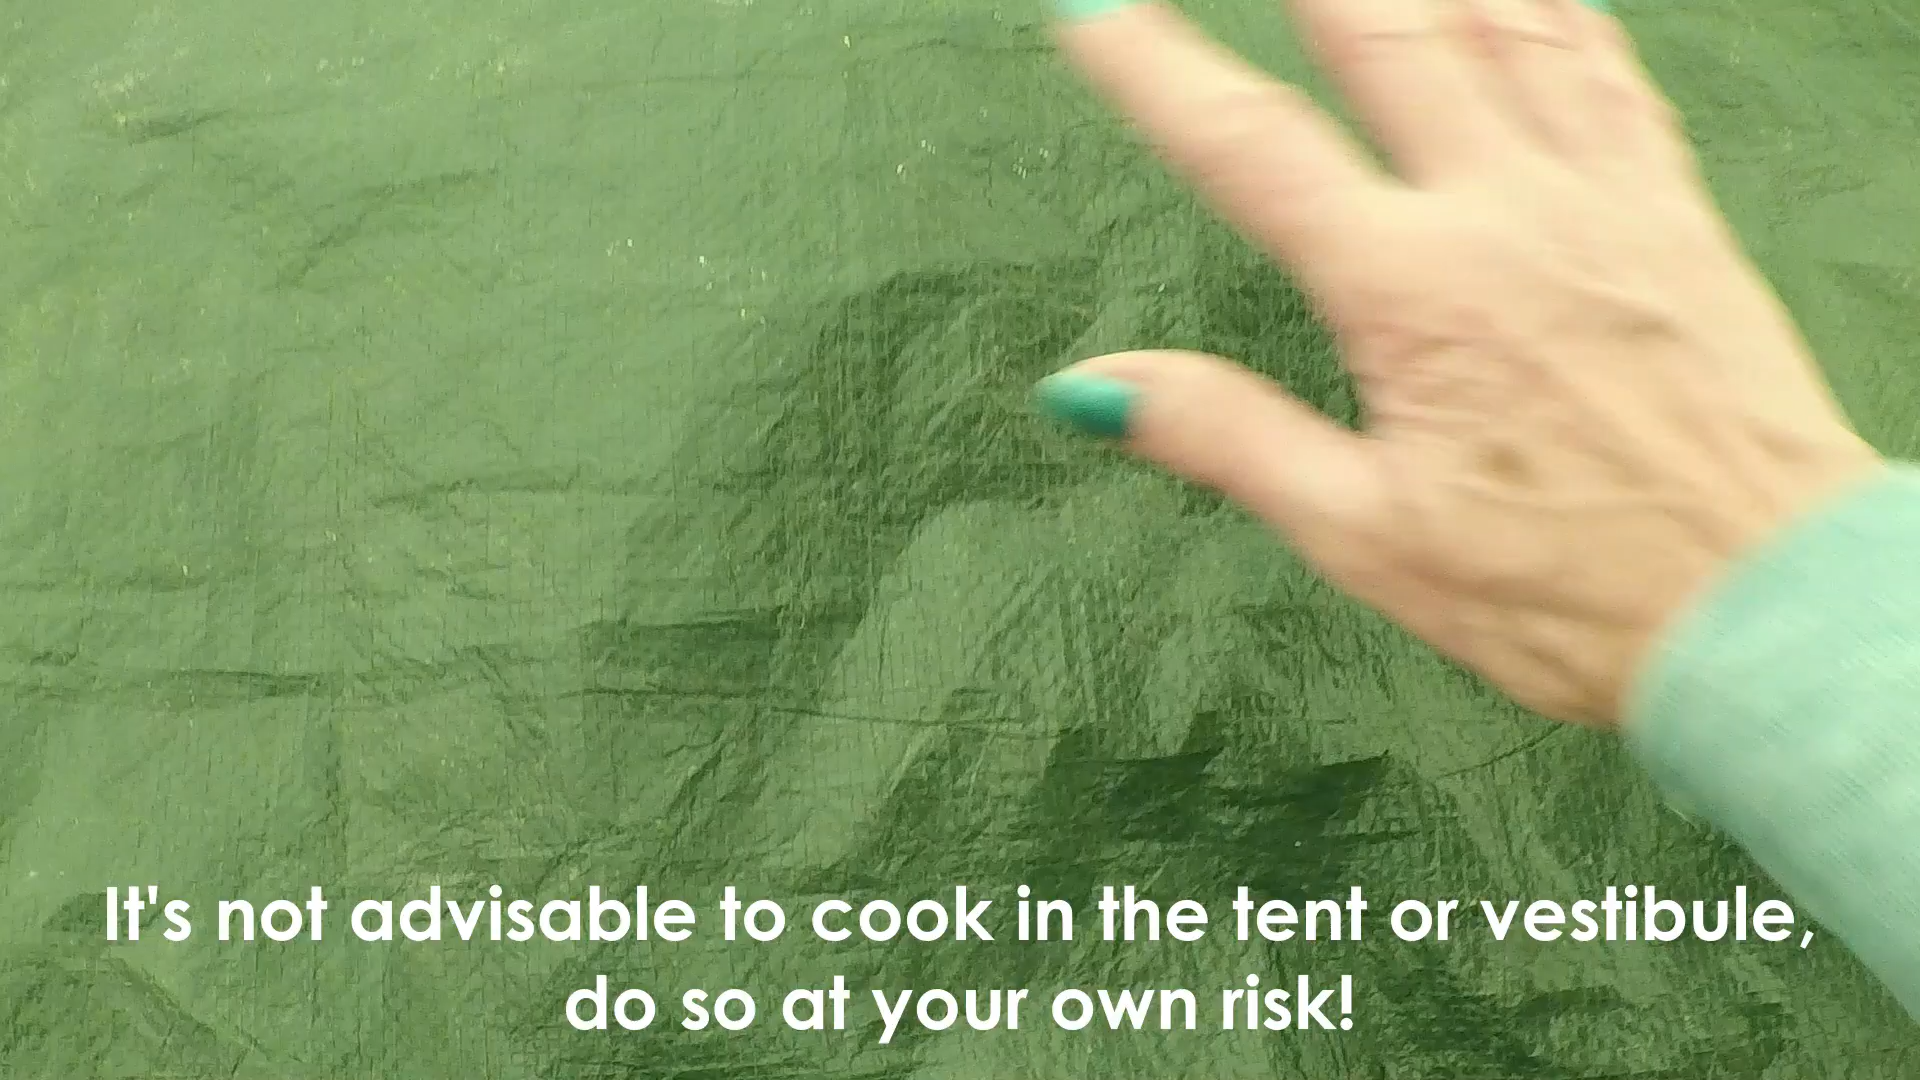 It's not advisable to cook in the tent or vestibule,
do so at your own risk!